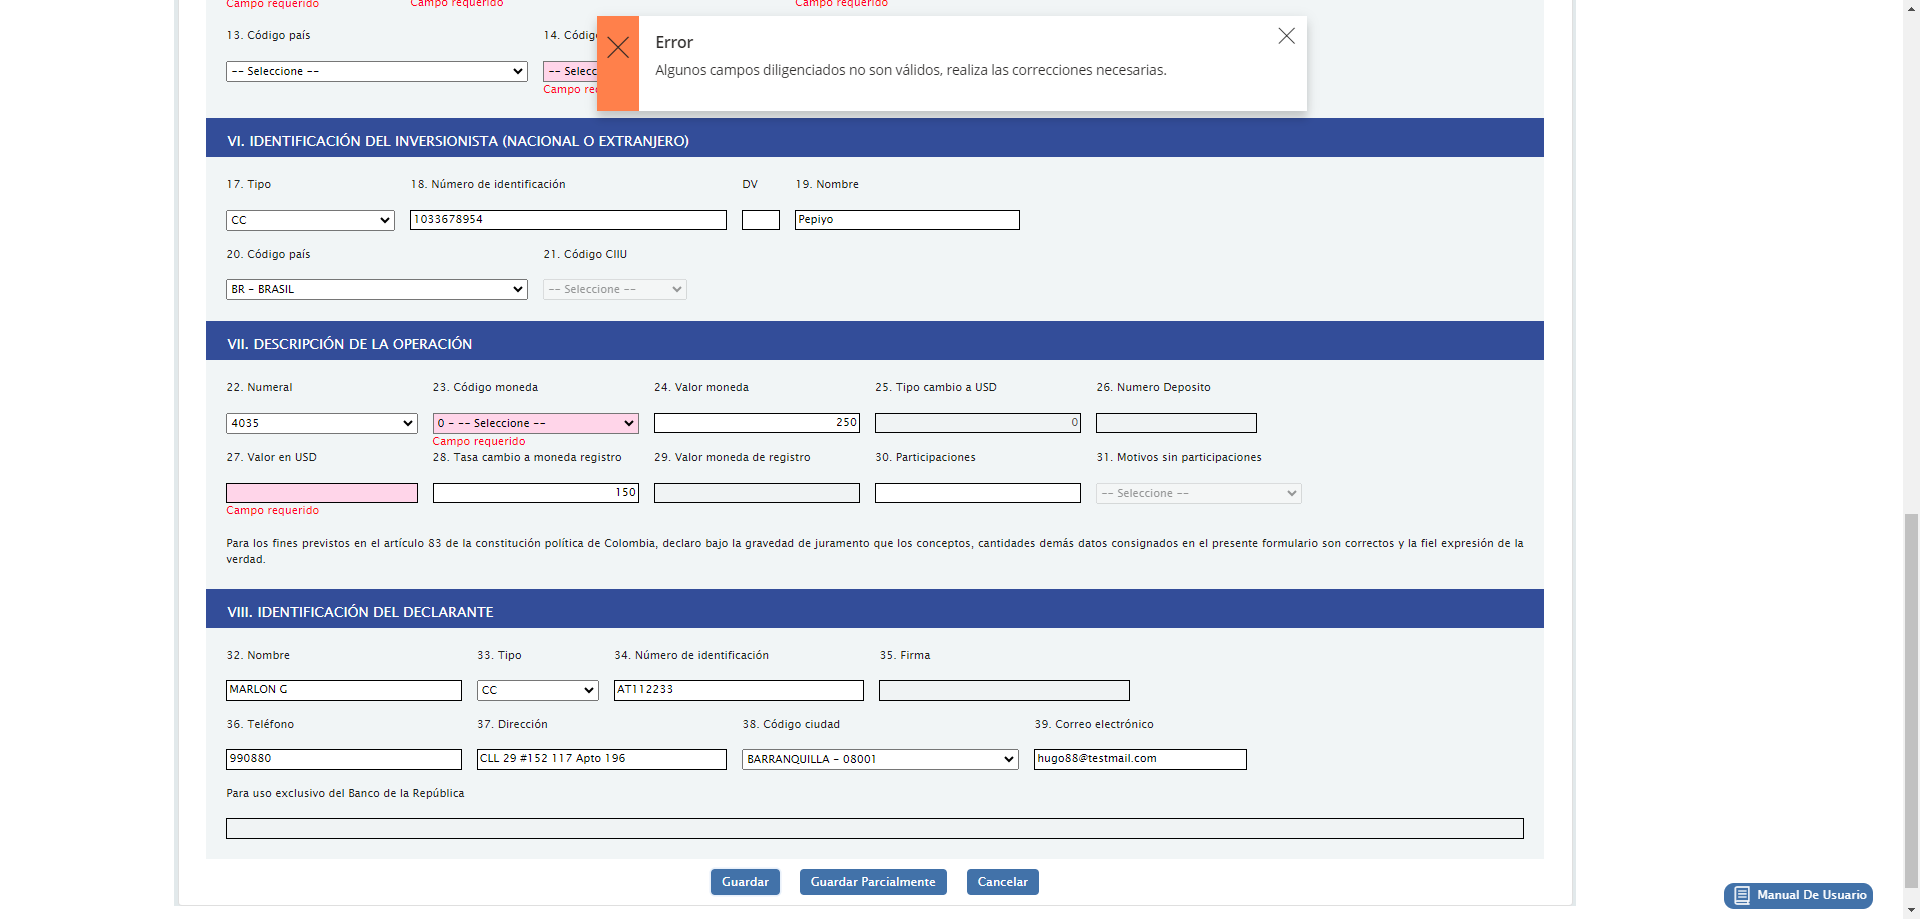 Campo requerido
Campo requerido
Campo requerido
Error
Algunos campos diligenciados no son válidos, realiza las correcciones necesarias.
13. Código país
14. Códig
-- Seleccione --
-- Selecc
Campo re
VI. IDENTIFICACIÓN DEL INVERSIONISTA (NACIONAL O EXTRANJERO)
17. Tipo
18. Número de identificación
DV
19. Nombre
CC
1033678954
Pepiyo
20. Código país
21. Código CIIU
BR - BRASIL
-- Seleccione --
VII. DESCRIPCIÓN DE LA OPERACIÓN
22. Numeral
23. Código moneda
24. Valor moneda
25. Tipo cambio a USD
26. Numero Deposito
4035
0 - -- Seleccione --
250
0
Campo requerido
27. Valor en USD
28. Tasa cambio a moneda registro
29. Valor moneda de registro
30. Participaciones
31. Motivos sin participaciones
150
-- Seleccione --
Campo requerido
Para los fines previstos en el artículo 83 de la constitución política de Colombia, declaro bajo la gravedad de juramento que los conceptos, cantidades demás datos consignados en el presente formulario son correctos y la fiel expresión de la
verdad.
VIII. IDENTIFICACIÓN DEL DECLARANTE
32. Nombre
33. Tipo
34. Número de identificación
35. Firma
MARLON G
CC
AT112233
36. Teléfono
37. Dirección
38. Código ciudad
39. Correo electrónico
990880
CLL 29 #152 117 Apto 196
BARRANQUILLA - 08001
hugo88@testmail.com
Para uso exclusivo del Banco de la República
Guardar
Guardar Parcialmente
Cancelar
Manual De Usuario